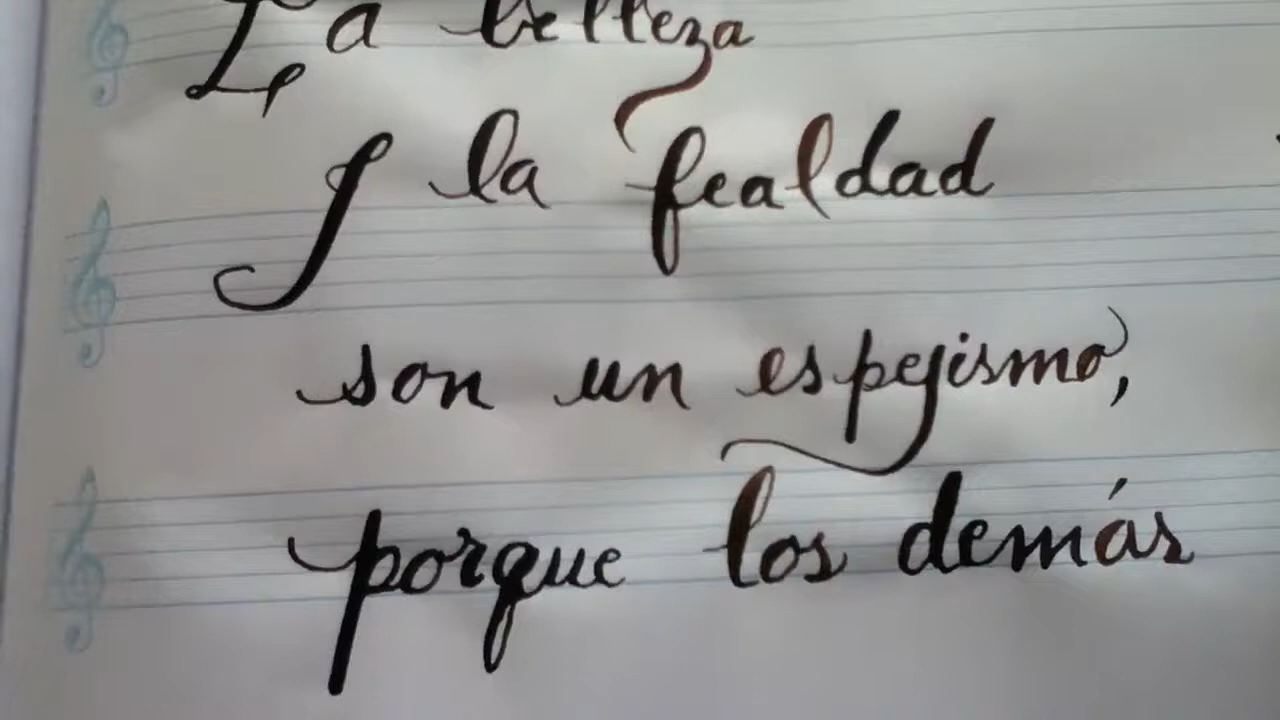 La belleza
y la fealdad
son un espejismo,
porque los demás